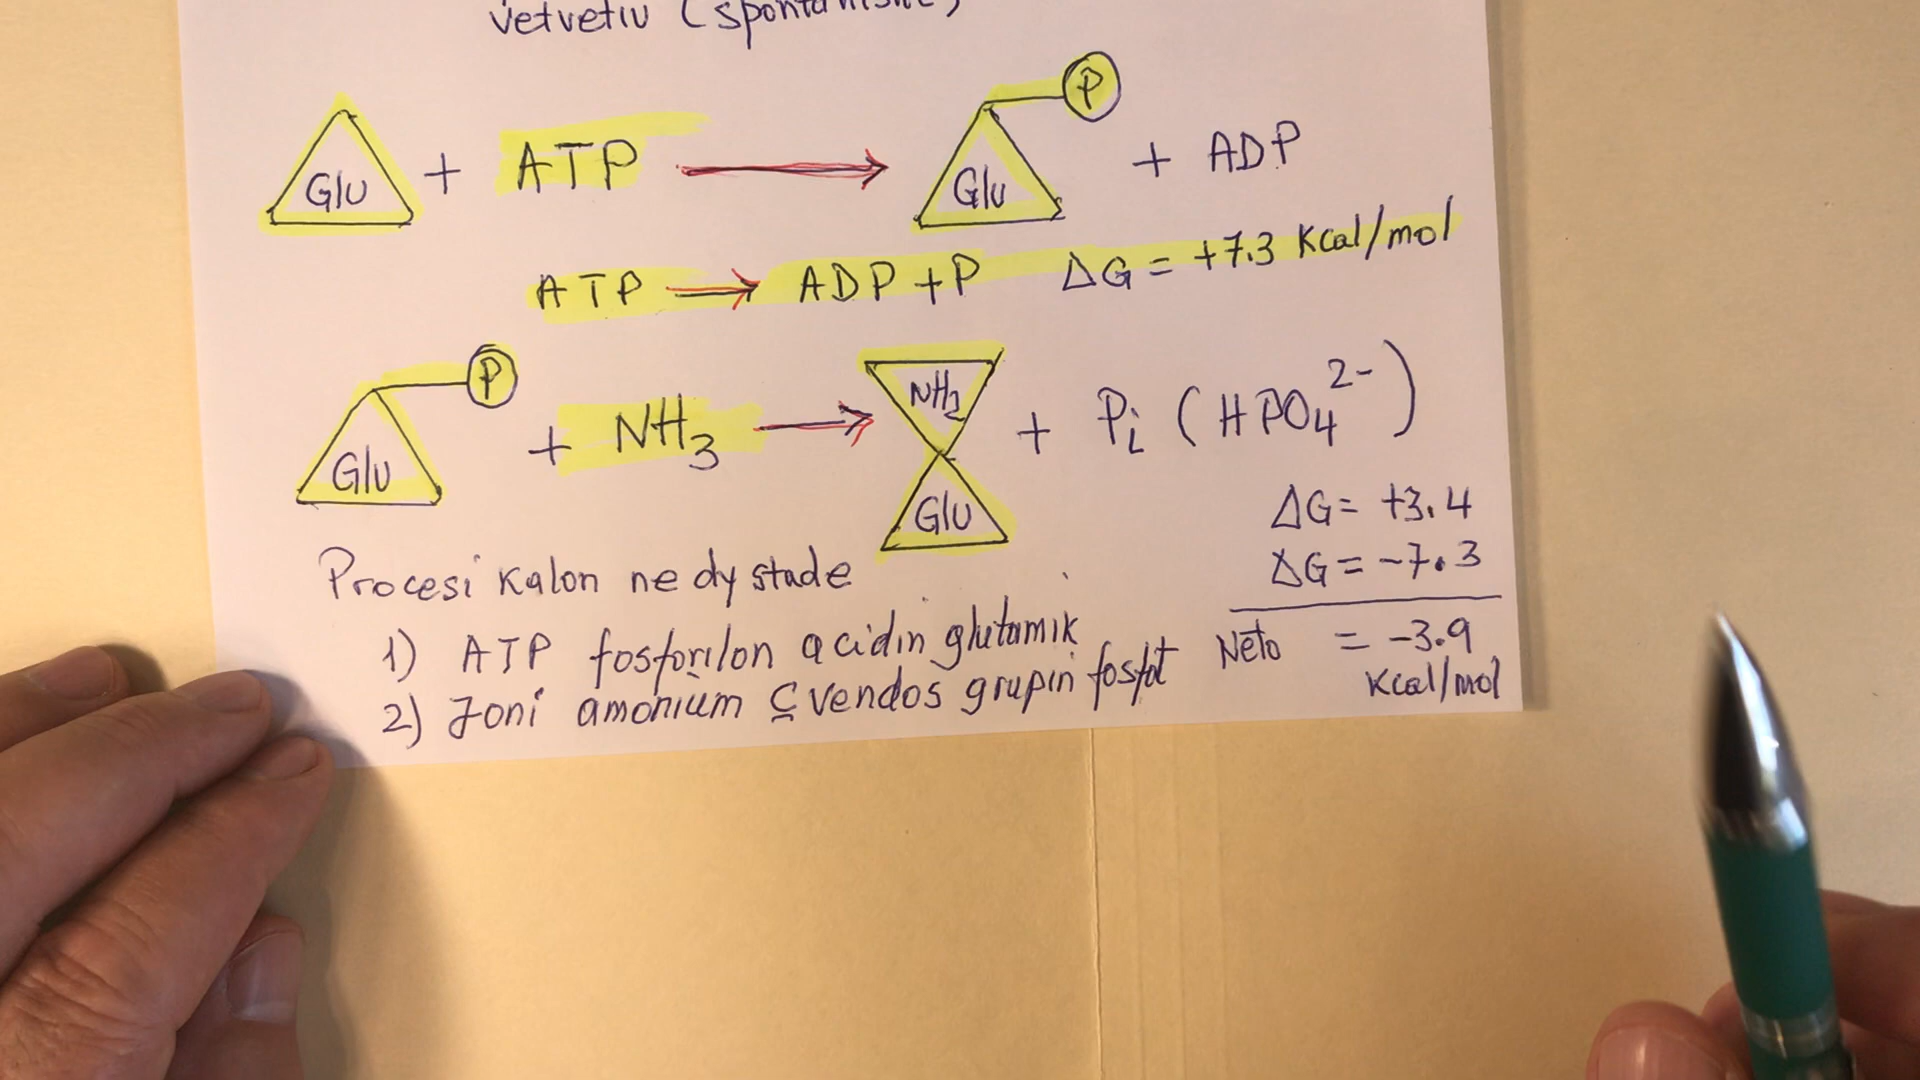 vetvetiu (spontanisht)
Glu + ATP → Glu P + ADP
ATP → ADP + P ΔG = +7.3 Kcal/mol
Glu P + NH3 → NH2 Glu + Pi (HPO4 2-)
ΔG = +3.4
ΔG = -7.3
Neto = -3.9
Kcal/mol
Procesi kalon ne dy stade
1) ATP fosforilon acidin glutamik
2) Joni amonium çvendos grupin fosfat